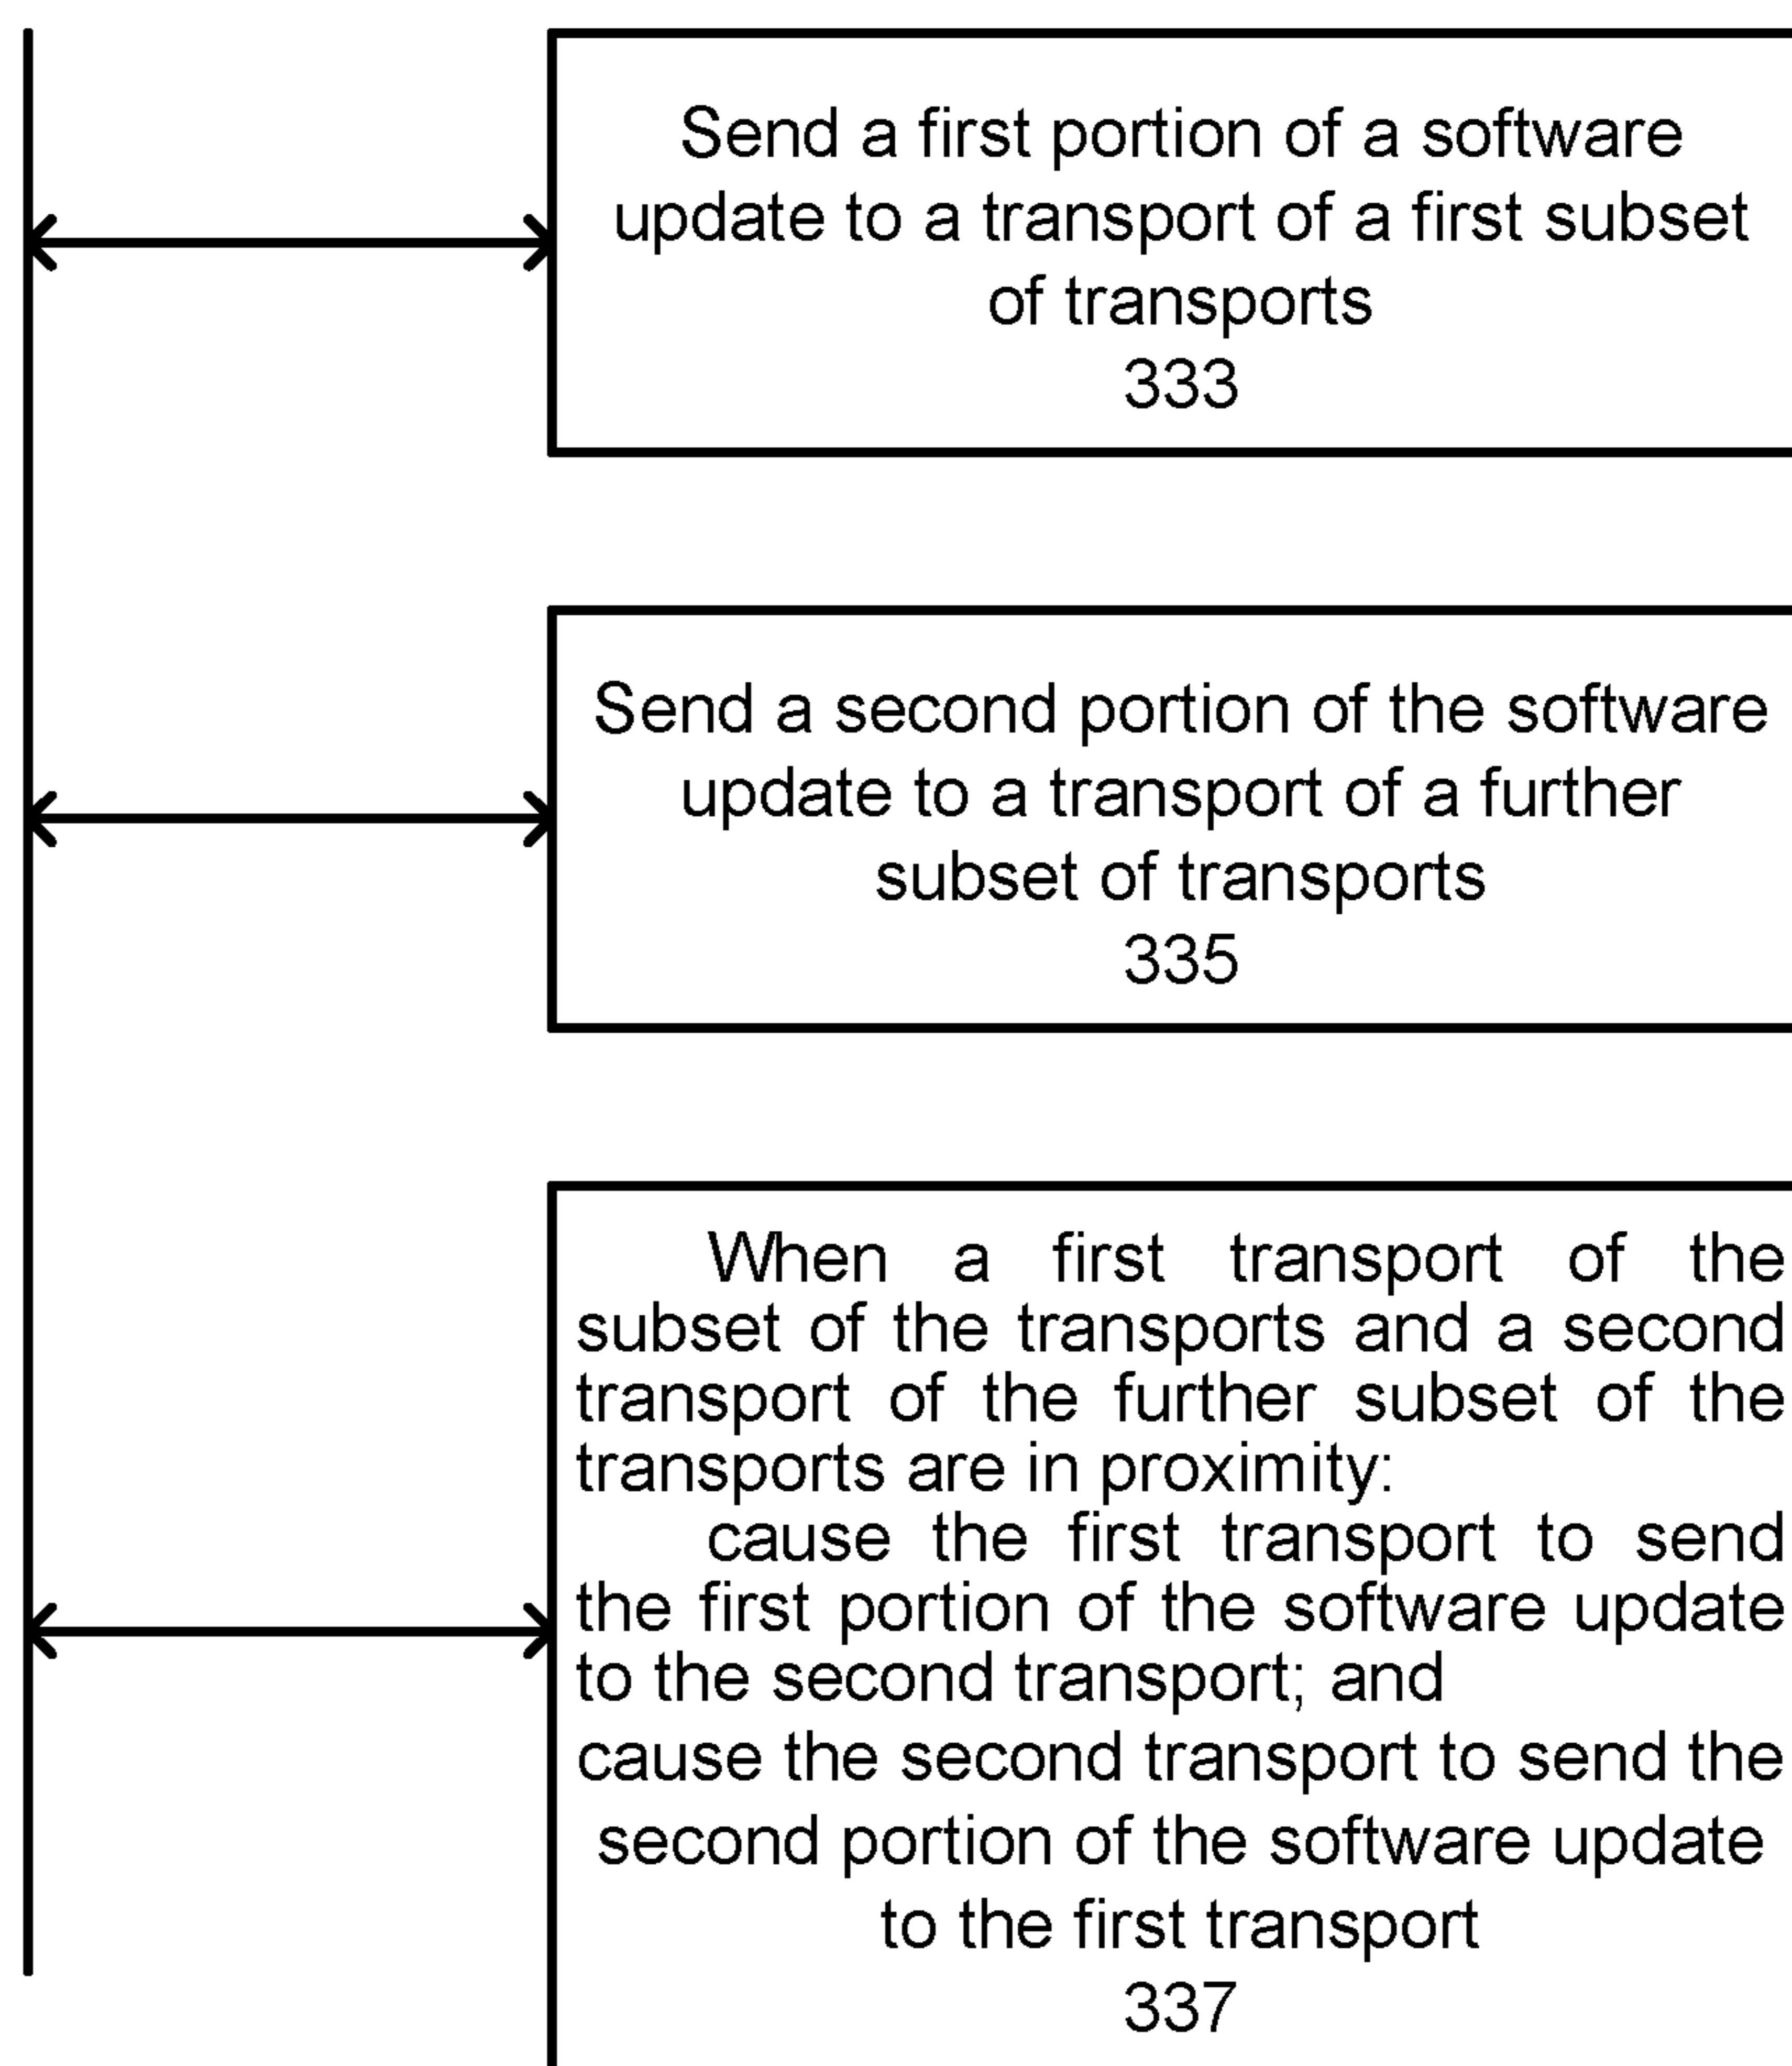 Send a first portion of a software
update to a transport of a first subset
of transports
333
Send a second portion of the software
update to a transport of a further
subset of transports
335
When a first transport of the
subset of the transports and a second
transport of the further subset of the
transports are in proximity:
cause the first transport to send
the first portion of the software update
to the second transport; and
cause the second transport to send the
second portion of the software update
to the first transport
337